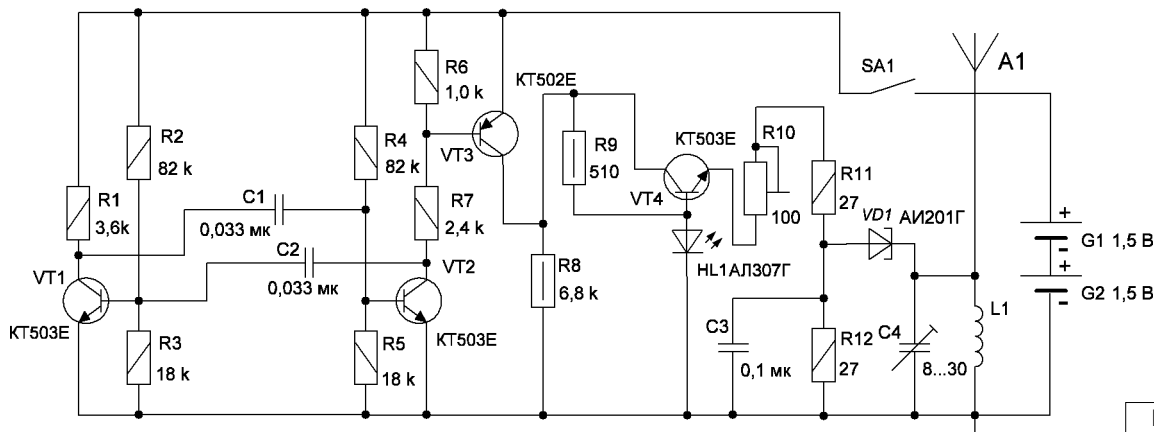 A1
SA1
R6
1,0 k
КТ502Е
VT3
R2
82 k
R4
82 k
R1
3,6k
C1
0,033 мк
C2
0,033 мк
R7
2,4 k
VT1
КТ503Е
VT2
КТ503Е
R3
18 k
R5
18 k
R8
6,8 k
R9
510
КТ503Е
VT4
HL1АЛ307Г
R10
100
R11
27
VD1 АИ201Г
C3
0,1 мк
R12
27
C4
8...30
L1
+
G1 1,5 В
-
+
G2 1,5 В
-